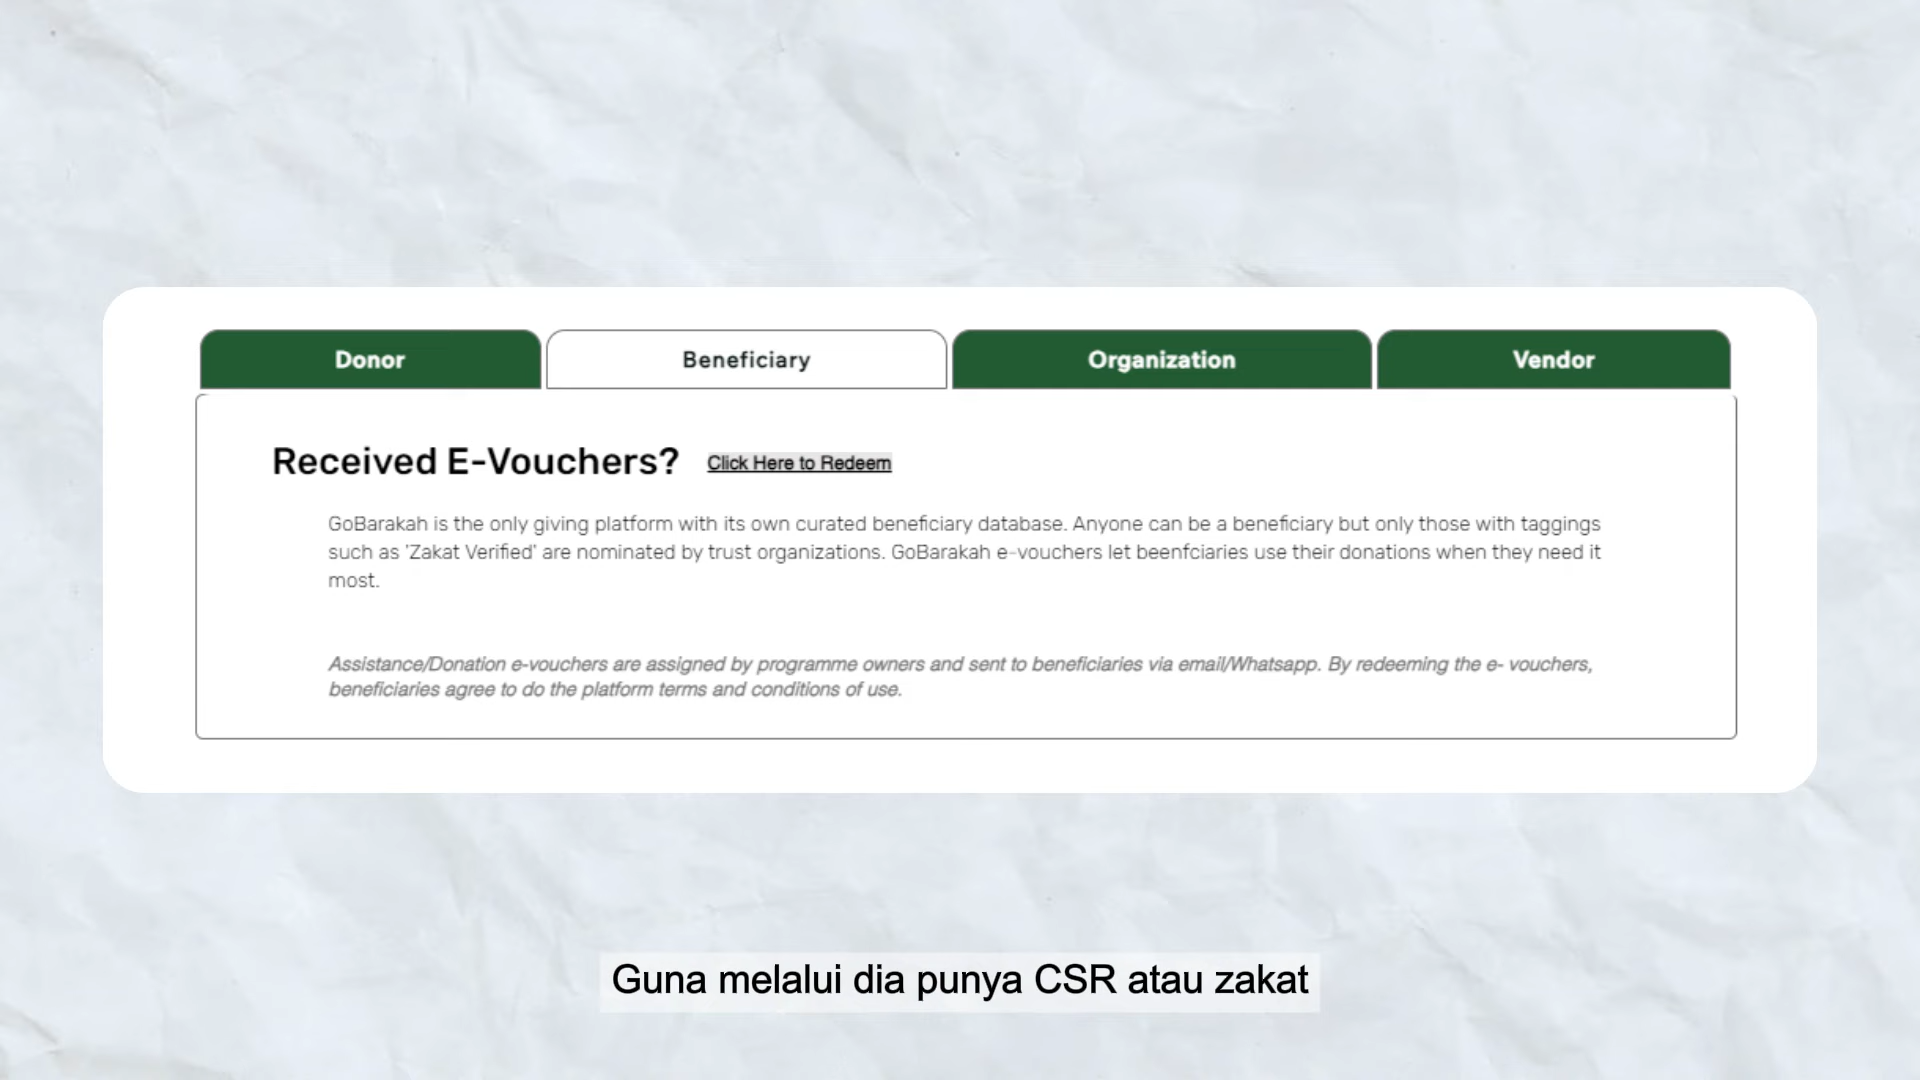 Donor
Beneficiary
Organization
Vendor
Received E-Vouchers?
Click Here to Redeem
GoBarakah is the only giving platform with its own curated beneficiary database. Anyone can be a beneficiary but only those with taggings
such as 'Zakat Verified' are nominated by trust organizations. GoBarakah e-vouchers let beenfciaries use their donations when they need it
most.
Assistance/Donation e-vouchers are assigned by programme owners and sent to beneficiaries via email/Whatsapp. By redeeming the e- vouchers,
beneficiaries agree to do the platform terms and conditions of use.
Guna melalui dia punya CSR atau zakat